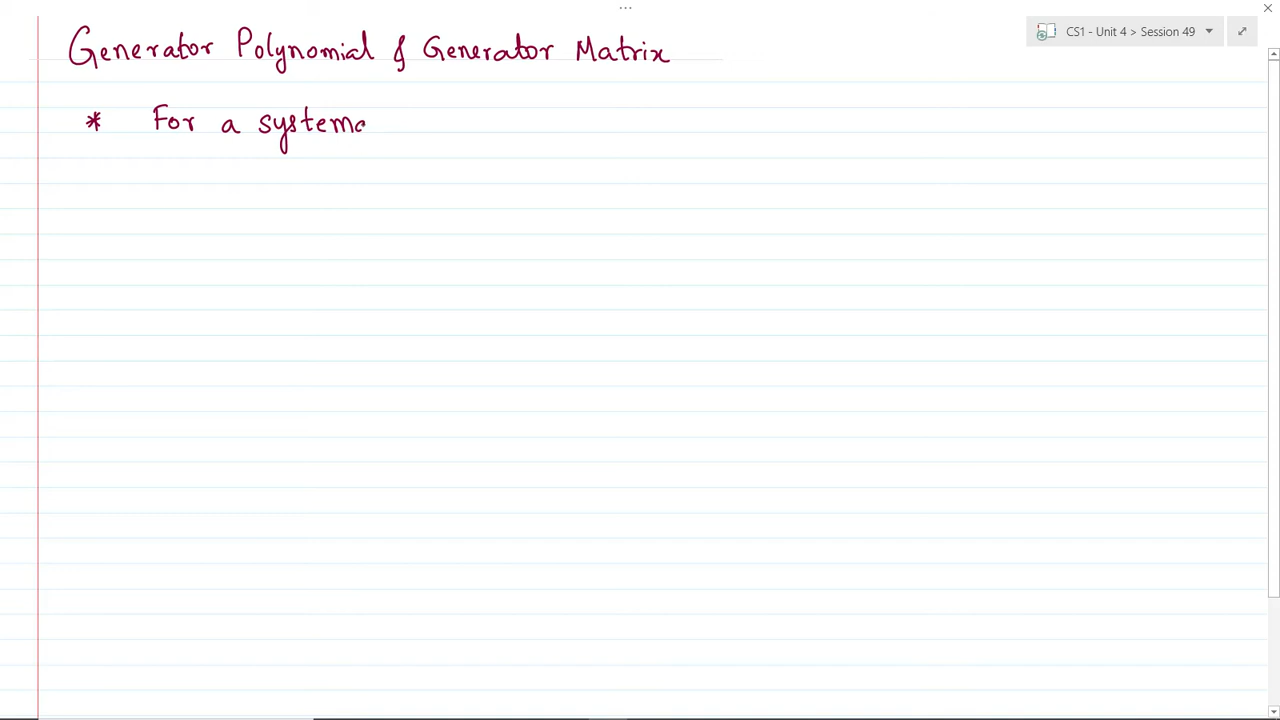 CS1 - Unit 4 > Session 49
Generator Polynomial & Generator Matrix
* For a systema